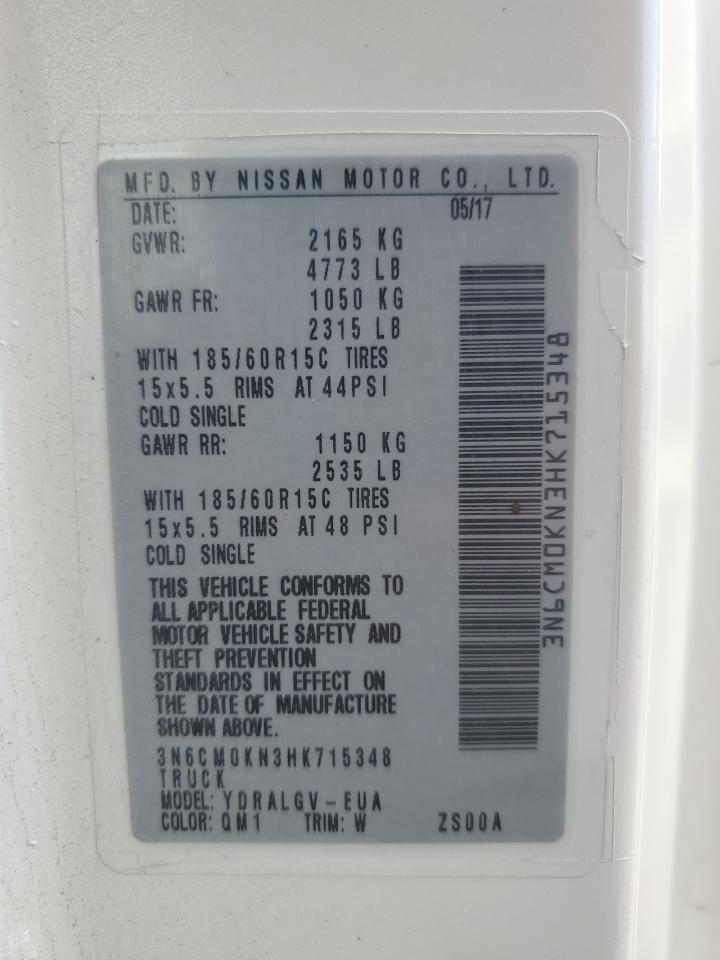 MFD. BY NISSAN MOTOR CO., LTD.
DATE: 05/17
GVWR: 2165 KG
4773 LB
GAWR FR: 1050 KG
2315 LB
WITH 185/60R15C TIRES
15x5.5 RIMS AT 44PSI
COLD SINGLE
GAWR RR: 1150 KG
2535 LB
WITH 185/60R15C TIRES
15x5.5 RIMS AT 48 PSI
COLD SINGLE
THIS VEHICLE CONFORMS TO
ALL APPLICABLE FEDERAL
MOTOR VEHICLE SAFETY AND
THEFT PREVENTION
STANDARDS IN EFFECT ON
THE DATE OF MANUFACTURE
SHOWN ABOVE.
3N6CM0KN3HK715348
TRUCK
MODEL: YDRALGV-EUA
COLOR: QM1 TRIM: W ZS00A
3N6CM0KN3HK715348